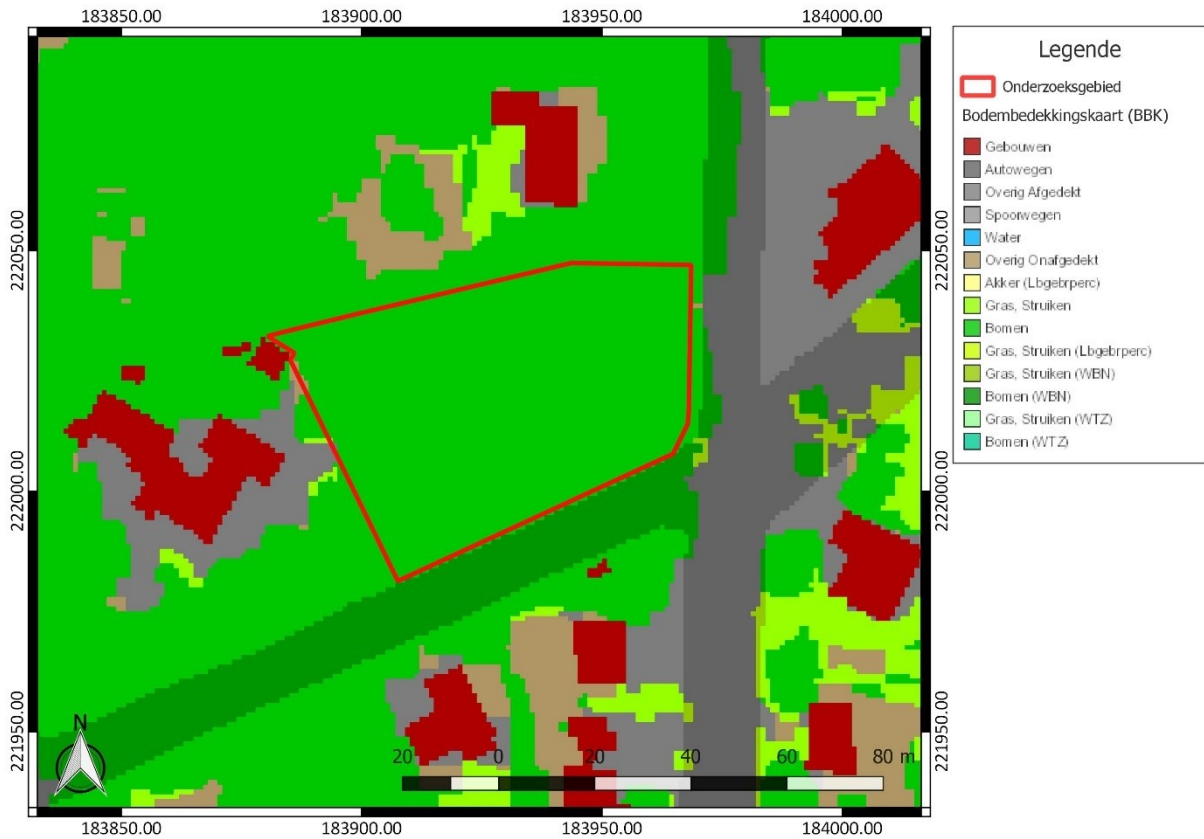 183850.00 183900.00 183950.00 184000.00
222050.00 222050.00
222000.00 222000.00
221950.00 221950.00
N
20 0 20 40 60 80 m
183850.00 183900.00 183950.00 184000.00
Legende
Onderzoeksgebied
Bodembedekkingskaart (BBK)
Gebouwen
Autowegen
Overig Afgedekt
Spoorwegen
Water
Overig Onafgedekt
Akker (Lbgebrperc)
Gras, Struiken
Bomen
Gras, Struiken (Lbgebrperc)
Gras, Struiken (WBN)
Bomen (WBN)
Gras, Struiken (WTZ)
Bomen (WTZ)